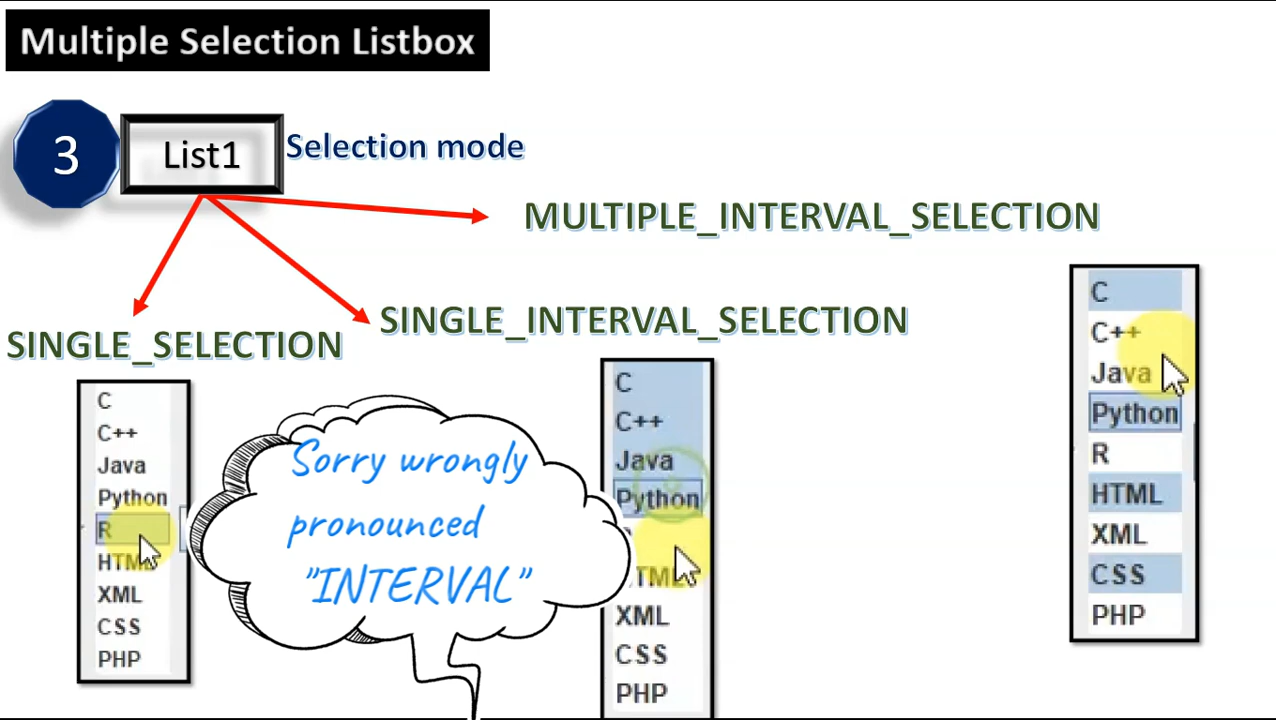 Multiple Selection Listbox
3
List1
Selection mode
MULTIPLE_INTERVAL_SELECTION
SINGLE_INTERVAL_SELECTION
SINGLE_SELECTION
C
C++
Java
Python
R
HTML
XML
CSS
PHP
Sorry wrongly
pronounced
"INTERVAL"
C
C++
Java
Python
XML
CSS
PHP
C
C++
Java
Python
R
HTML
XML
CSS
PHP